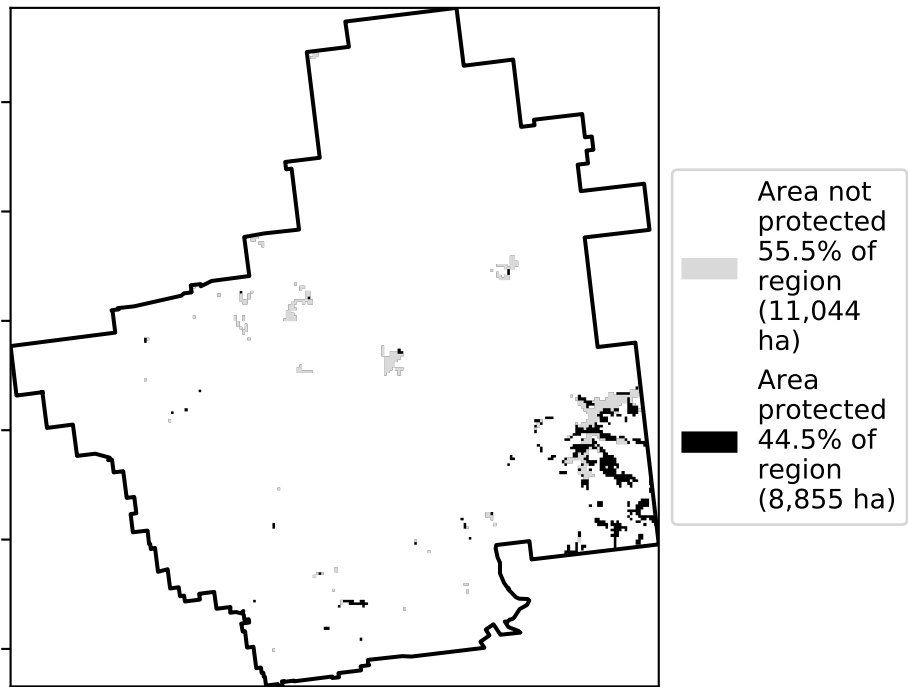 Area not
protected
55.5% of
region
(11,044
ha)
Area
protected
44.5% of
region
(8,855 ha)